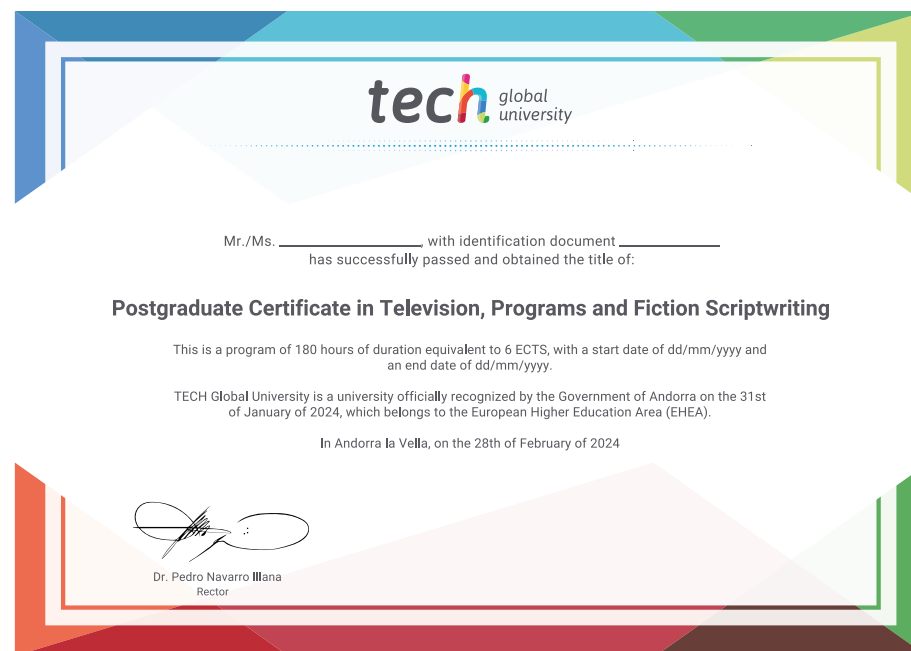 tech global university
Mr./Ms. ____________, with identification document ____________
has successfully passed and obtained the title of:
Postgraduate Certificate in Television, Programs and Fiction Scriptwriting
This is a program of 180 hours of duration equivalent to 6 ECTS, with a start date of dd/mm/yyyy and
an end date of dd/mm/yyyy.
TECH Global University is a university officially recognized by the Government of Andorra on the 31st
of January of 2024, which belongs to the European Higher Education Area (EHEA).
In Andorra la Vella, on the 28th of February of 2024
Dr. Pedro Navarro Illana
Rector